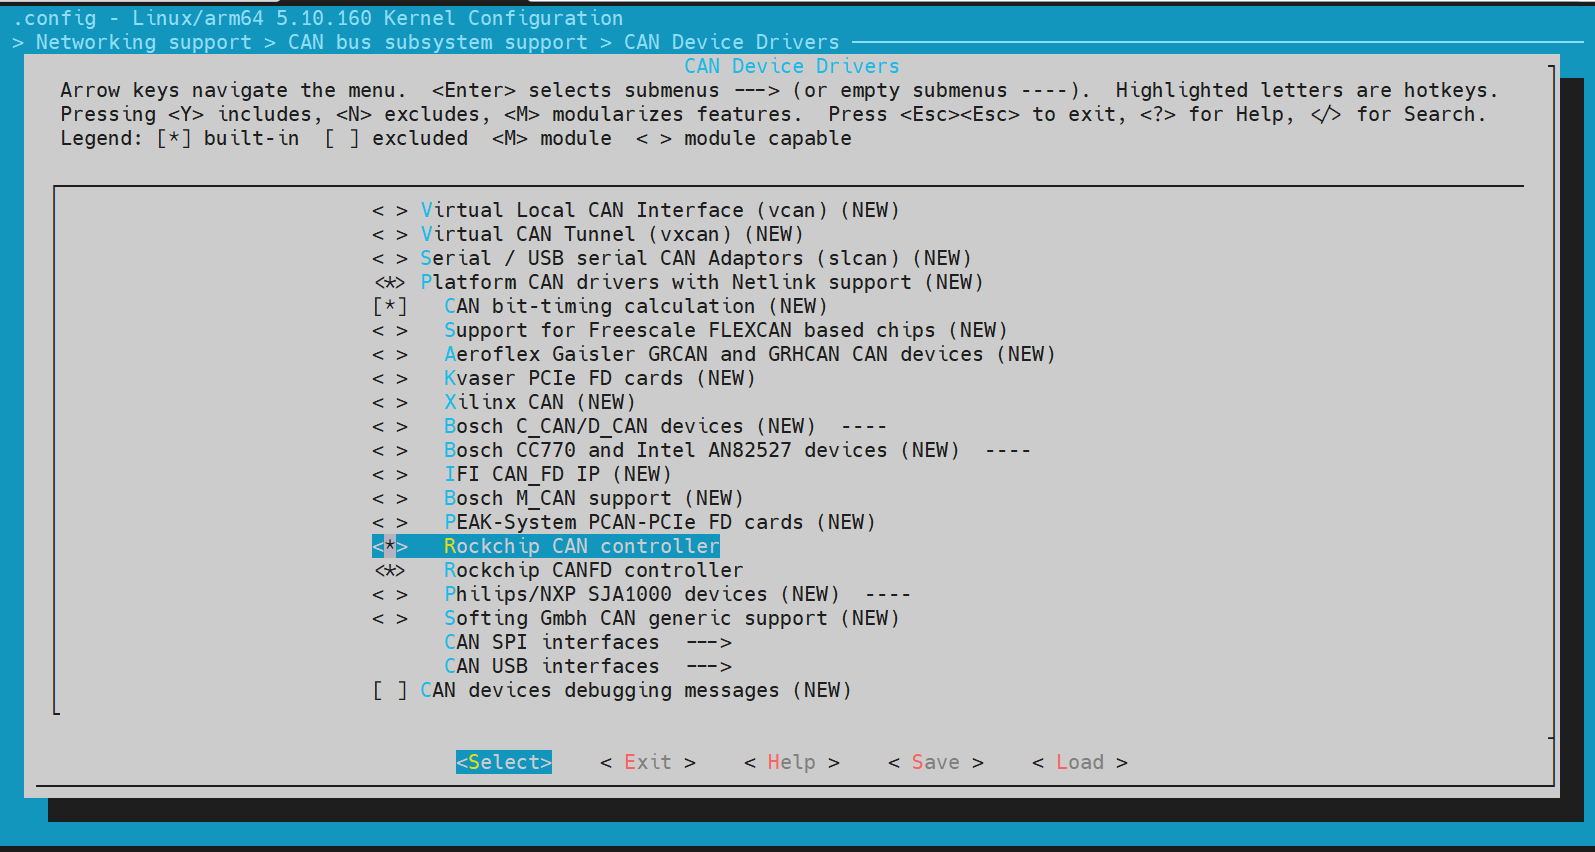 .config - Linux/arm64 5.10.160 Kernel Configuration
> Networking support > CAN bus subsystem support > CAN Device Drivers
CAN Device Drivers
Arrow keys navigate the menu.  <Enter> selects submenus ---> (or empty submenus ----).  Highlighted letters are hotkeys.
Pressing <Y> includes, <N> excludes, <M> modularizes features.  Press <Esc><Esc> to exit, <?> for Help, </> for Search.
Legend: [*] built-in  [ ] excluded  <M> module  < > module capable
< > Virtual Local CAN Interface (vcan) (NEW)
< > Virtual CAN Tunnel (vxcan) (NEW)
< > Serial / USB serial CAN Adaptors (slcan) (NEW)
<*> Platform CAN drivers with Netlink support (NEW)
[*]   CAN bit-timing calculation (NEW)
< >   Support for Freescale FLEXCAN based chips (NEW)
< >   Aeroflex Gaisler GRCAN and GRHCAN CAN devices (NEW)
< >   Kvaser PCIe FD cards (NEW)
< >   Xilinx CAN (NEW)
< >   Bosch C_CAN/D_CAN devices (NEW)  ----
< >   Bosch CC770 and Intel AN82527 devices (NEW)  ----
< >   IFI CAN_FD IP (NEW)
< >   Bosch M_CAN support (NEW)
< >   PEAK-System PCAN-PCIe FD cards (NEW)
<*>   Rockchip CAN controller
<*>   Rockchip CANFD controller
< >   Philips/NXP SJA1000 devices (NEW)  ----
< >   Softing Gmbh CAN generic support (NEW)
CAN SPI interfaces  --->
CAN USB interfaces  --->
[ ] CAN devices debugging messages (NEW)
<Select>    < Exit >    < Help >    < Save >    < Load >